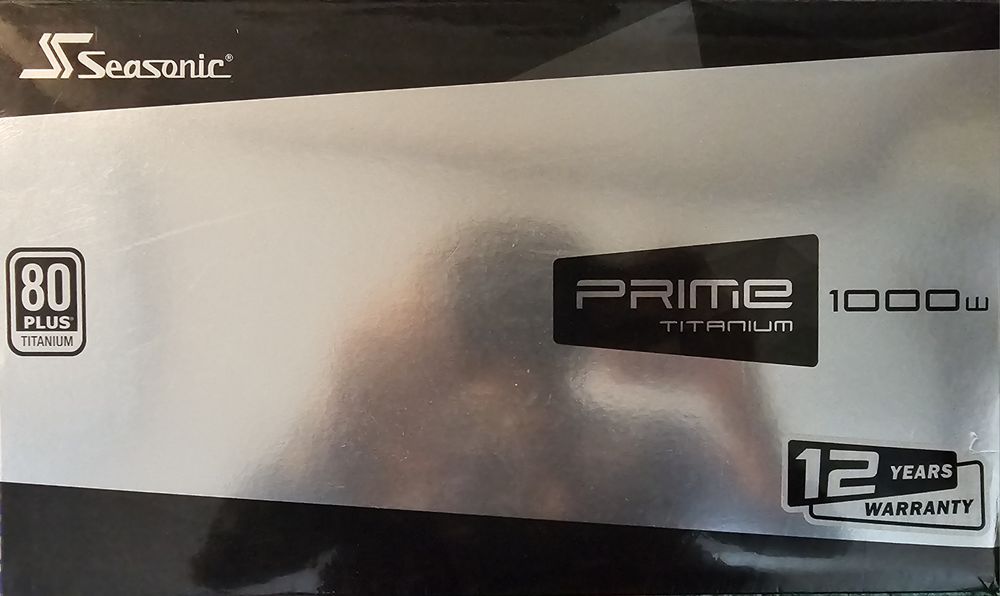 Seasonic®
80
PLUS®
TITANIUM
PRIME
TITANIUM
1000W
12 YEARS
WARRANTY